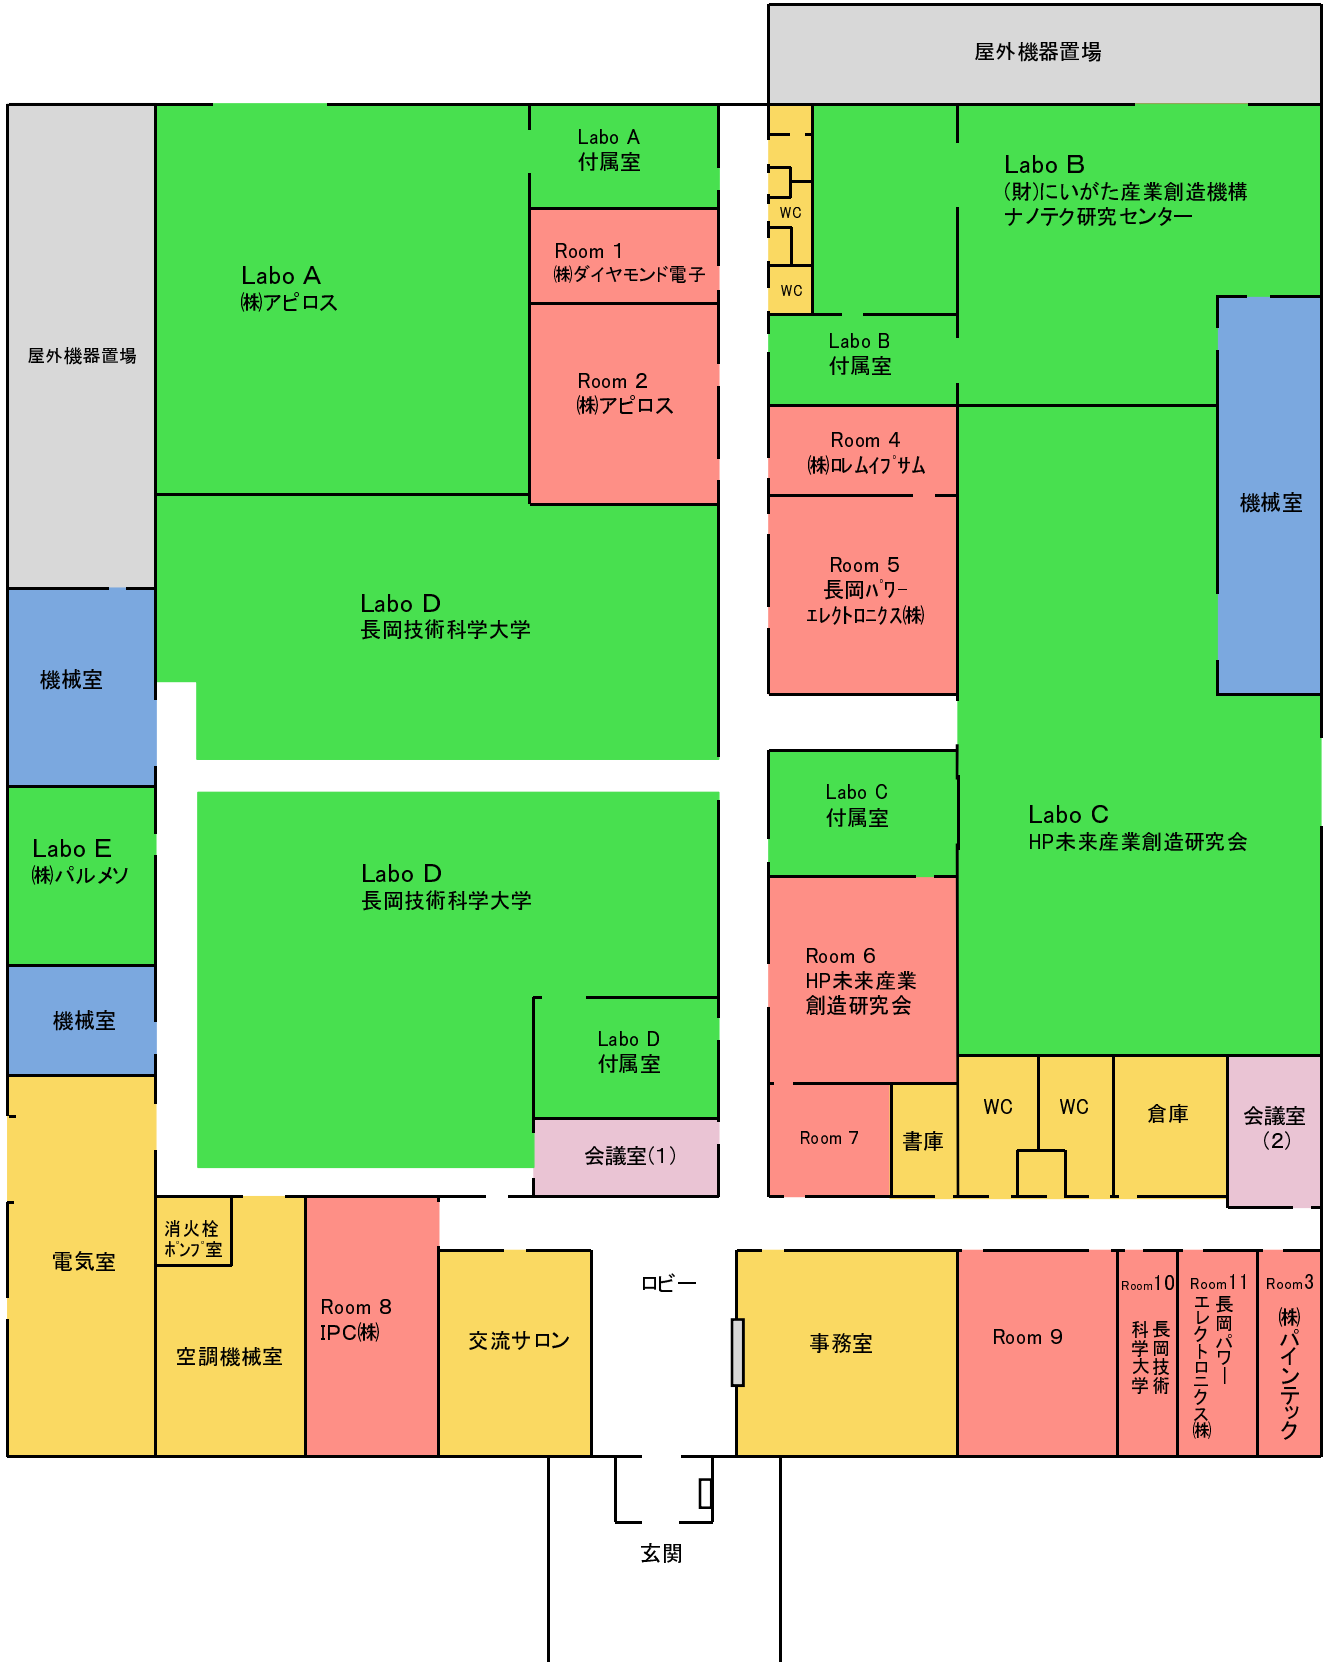 屋外機器置場
Labo A
付属室
Labo B
(財)にいがた産業創造機構
ナノテク研究センター
WC
WC
Room 1
㈱ダイヤモンド電子
Labo A
㈱アピロス
屋外機器置場
Labo B
付属室
Room 2
㈱アピロス
Room 4
㈱ﾛﾚﾑｲﾌﾟｻﾑ
機械室
Room 5
長岡ﾊﾟﾜｰ
ｴﾚｸﾄﾛﾆｸｽ㈱
Labo D
長岡技術科学大学
機械室
Labo C
付属室
Labo C
HP未来産業創造研究会
Labo E
㈱パルメソ
Labo D
長岡技術科学大学
Room 6
HP未来産業
創造研究会
機械室
Labo D
付属室
WC
WC
倉庫
会議室
(2)
Room 7
書庫
会議室(1)
消火栓
ﾎﾟﾝﾌﾟ室
電気室
空調機械室
Room 8
IPC㈱
交流サロン
ロビー
事務室
Room 9
Room10
長岡技術
科学大学
Room11
長岡パワー
エレクトロニクス㈱
Room3
㈱パインテック
玄関